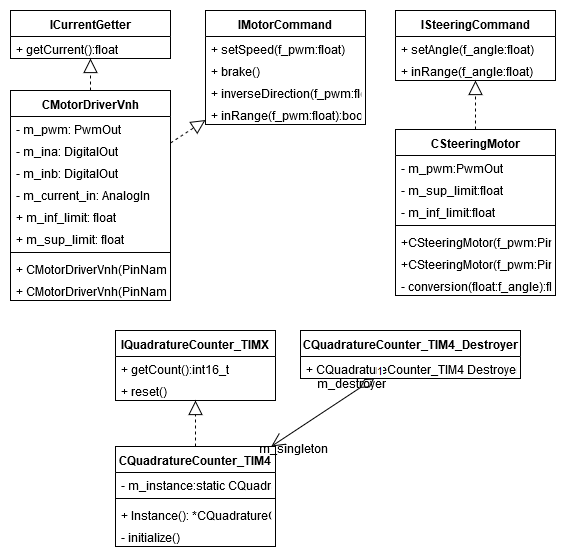 ICurrentGetter
+ getCurrent():float
IMotorCommand
+ setSpeed(f_pwm:float)
+ brake()
+ inverseDirection(f_pwm:flo
+ inRange(f_pwm:float):boo
ISteeringCommand
+ setAngle(f_angle:float)
+ inRange(f_angle:float)
CMotorDriverVnh
- m_pwm: PwmOut
- m_ina: DigitalOut
- m_inb: DigitalOut
- m_current_in: AnalogIn
+ m_inf_limit: float
+ m_sup_limit: float
+ CMotorDriverVnh(PinNam
+ CMotorDriverVnh(PinNam
CSteeringMotor
- m_pwm:PwmOut
- m_sup_limit:float
- m_inf_limit:float
+CSteeringMotor(f_pwm:Pin
+CSteeringMotor(f_pwm:Pin
- conversion(float:f_angle):fl
IQuadratureCounter_TIMX
+ getCount():int16_t
+ reset()
CQuadratureCounter_TIM4_Destroyer
+ CQuadratureCounter_TIM4 Destroye
m_destroyer
m_singleton
CQuadratureCounter_TIM4
- m_instance:static CQuadr
+ Instance(): *CQuadratureC
- initialize()